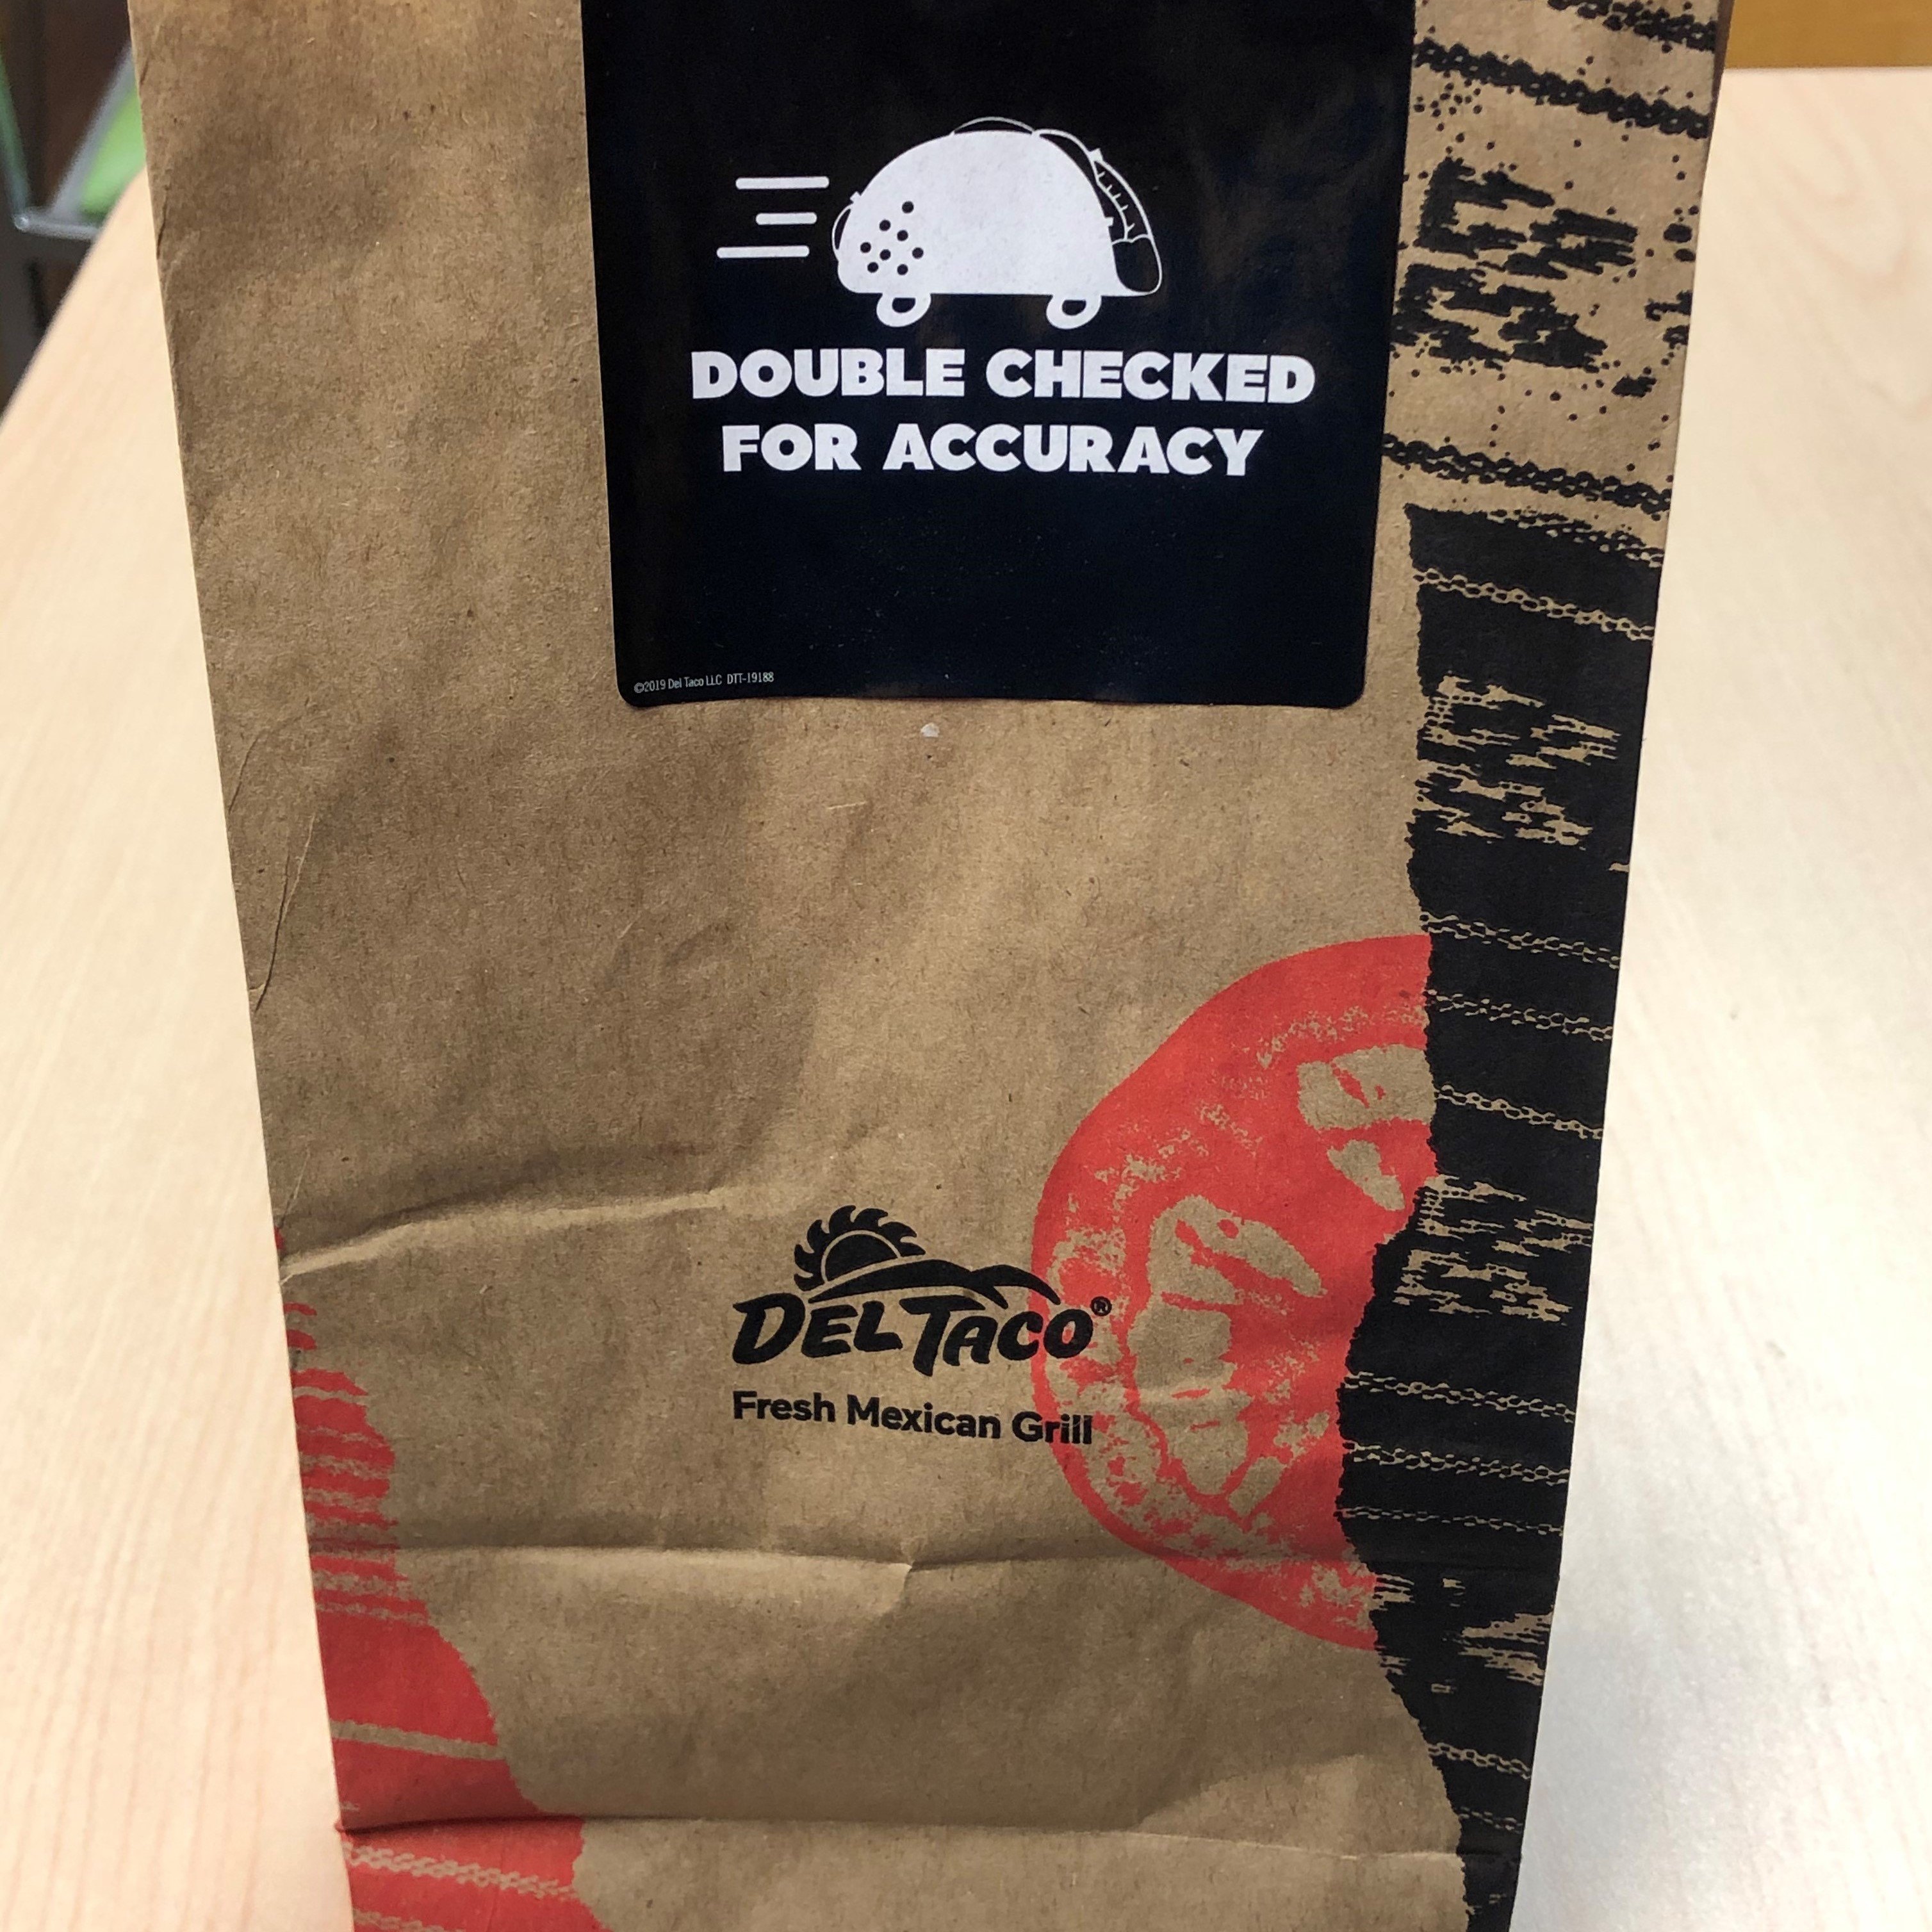 DOUBLE CHECKED
FOR ACCURACY
©2019 Del Taco LLC DTT-19188
DEL TACO®
Fresh Mexican Grill